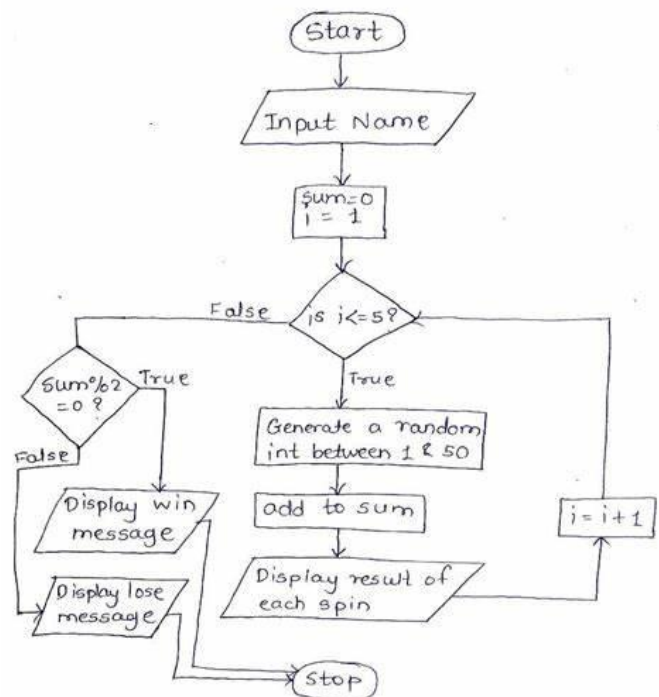 Start
Input Name
sum=0
i = 1
is i<=5?
False
True
Sum%2
=0?
True
False
Generate a random
int between 1 & 50
add to sum
i=i+1
Display win
message
Display result of
each spin
Display lose
message
Stop